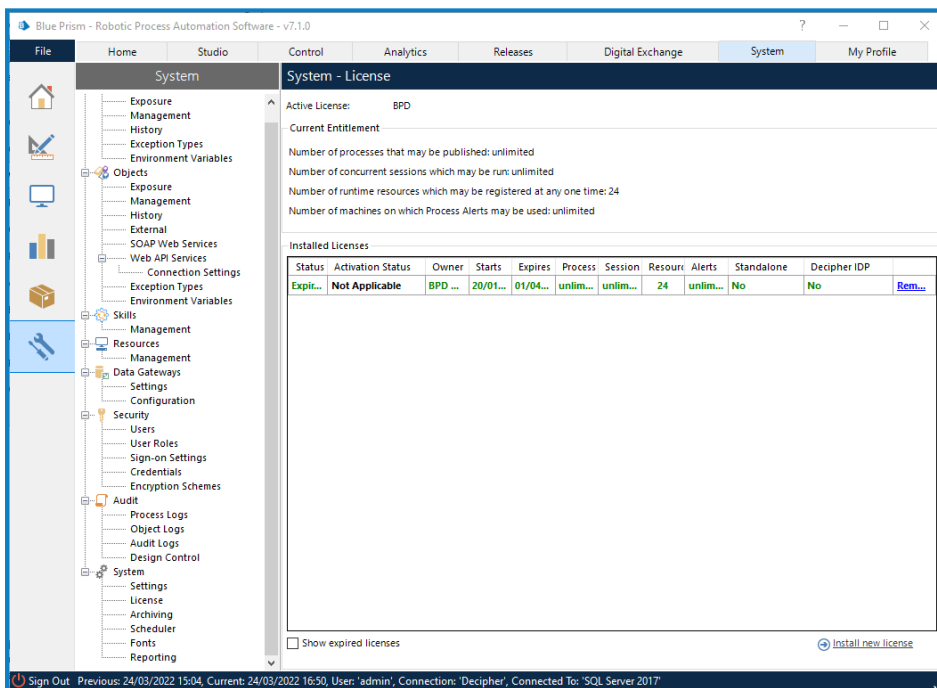 Blue Prism - Robotic Process Automation Software - v7.1.0 ?
File Home Studio Control Analytics Releases Digital Exchange System My Profile
System
Exposure
Management
History
Exception Types
Environment Variables
Objects
Exposure
Management
History
External
SOAP Web Services
Web API Services
Connection Settings
Exception Types
Environment Variables
Skills
Management
Resources
Management
Data Gateways
Settings
Configuration
Security
Users
User Roles
Sign-on Settings
Credentials
Encryption Schemes
Audit
Process Logs
Object Logs
Audit Logs
Design Control
System
Settings
License
Archiving
Scheduler
Fonts
Reporting
System - License
Active License: BPD
Current Entitlement
Number of processes that may be published: unlimited
Number of concurrent sessions which may be run: unlimited
Number of runtime resources which may be registered at any one time: 24
Number of machines on which Process Alerts may be used: unlimited
Installed Licenses
Status Activation Status Owner Starts Expires Process Session Resourc Alerts Standalone Decipher IDP
Expir... Not Applicable BPD ... 20/01... 01/04... unlim... unlim... 24 unlim... No No Rem...
Show expired licenses Install new license
Sign Out Previous: 24/03/2022 15:04, Current: 24/03/2022 16:50, User: 'admin', Connection: 'Decipher', Connected To: 'SQL Server 2017'